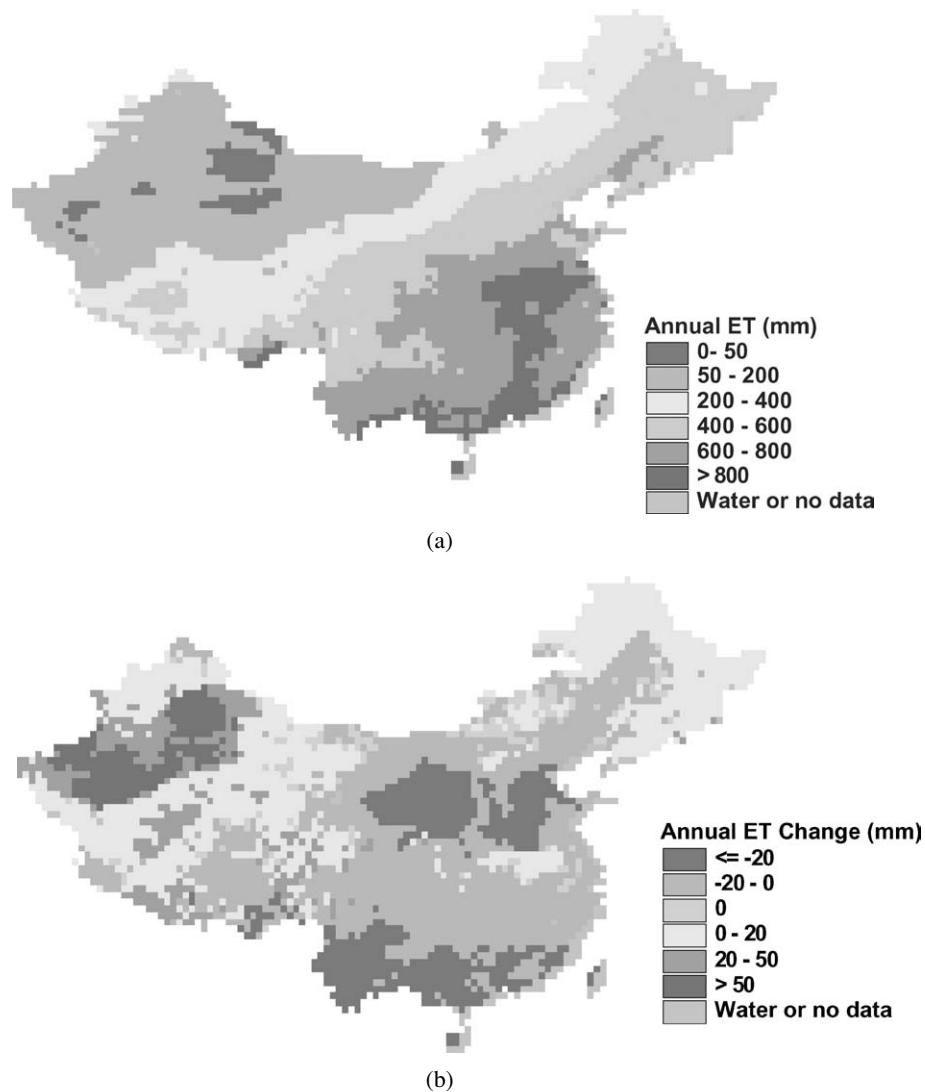 Annual ET (mm)
0- 50
50 - 200
200 - 400
400 - 600
600 - 800
> 800
Water or no data
(a)
Annual ET Change (mm)
<= -20
-20 - 0
0
0 - 20
20 - 50
> 50
Water or no data
(b)